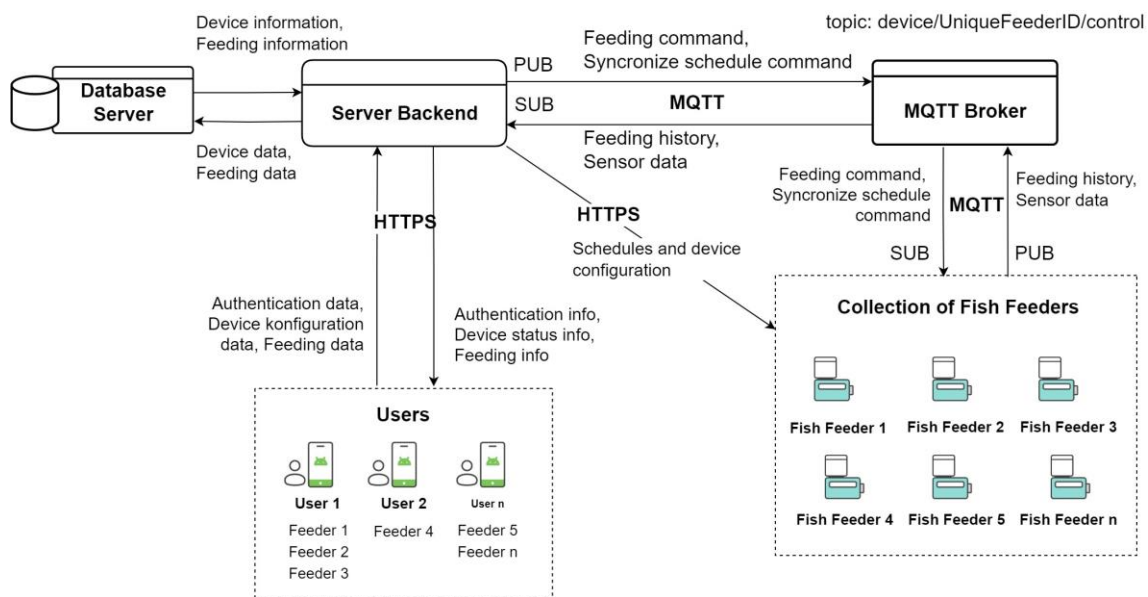 topic: device/UniqueFeederID/control
Device information,
Feeding information
Database
Server
Device data,
Feeding data
Server Backend
PUB
Feeding command,
Syncronize schedule command
SUB
MQTT
Feeding history,
Sensor data
MQTT Broker
HTTPS
Authentication data,
Device konfiguration
data, Feeding data
Authentication info,
Device status info,
Feeding info
HTTPS
Schedules and device
configuration
Feeding command,
Syncronize schedule
command
MQTT
Feeding history,
Sensor data
SUB
PUB
Users
User 1
Feeder 1
Feeder 2
Feeder 3
User 2
Feeder 4
User n
Feeder 5
Feeder n
Collection of Fish Feeders
Fish Feeder 1
Fish Feeder 2
Fish Feeder 3
Fish Feeder 4
Fish Feeder 5
Fish Feeder n